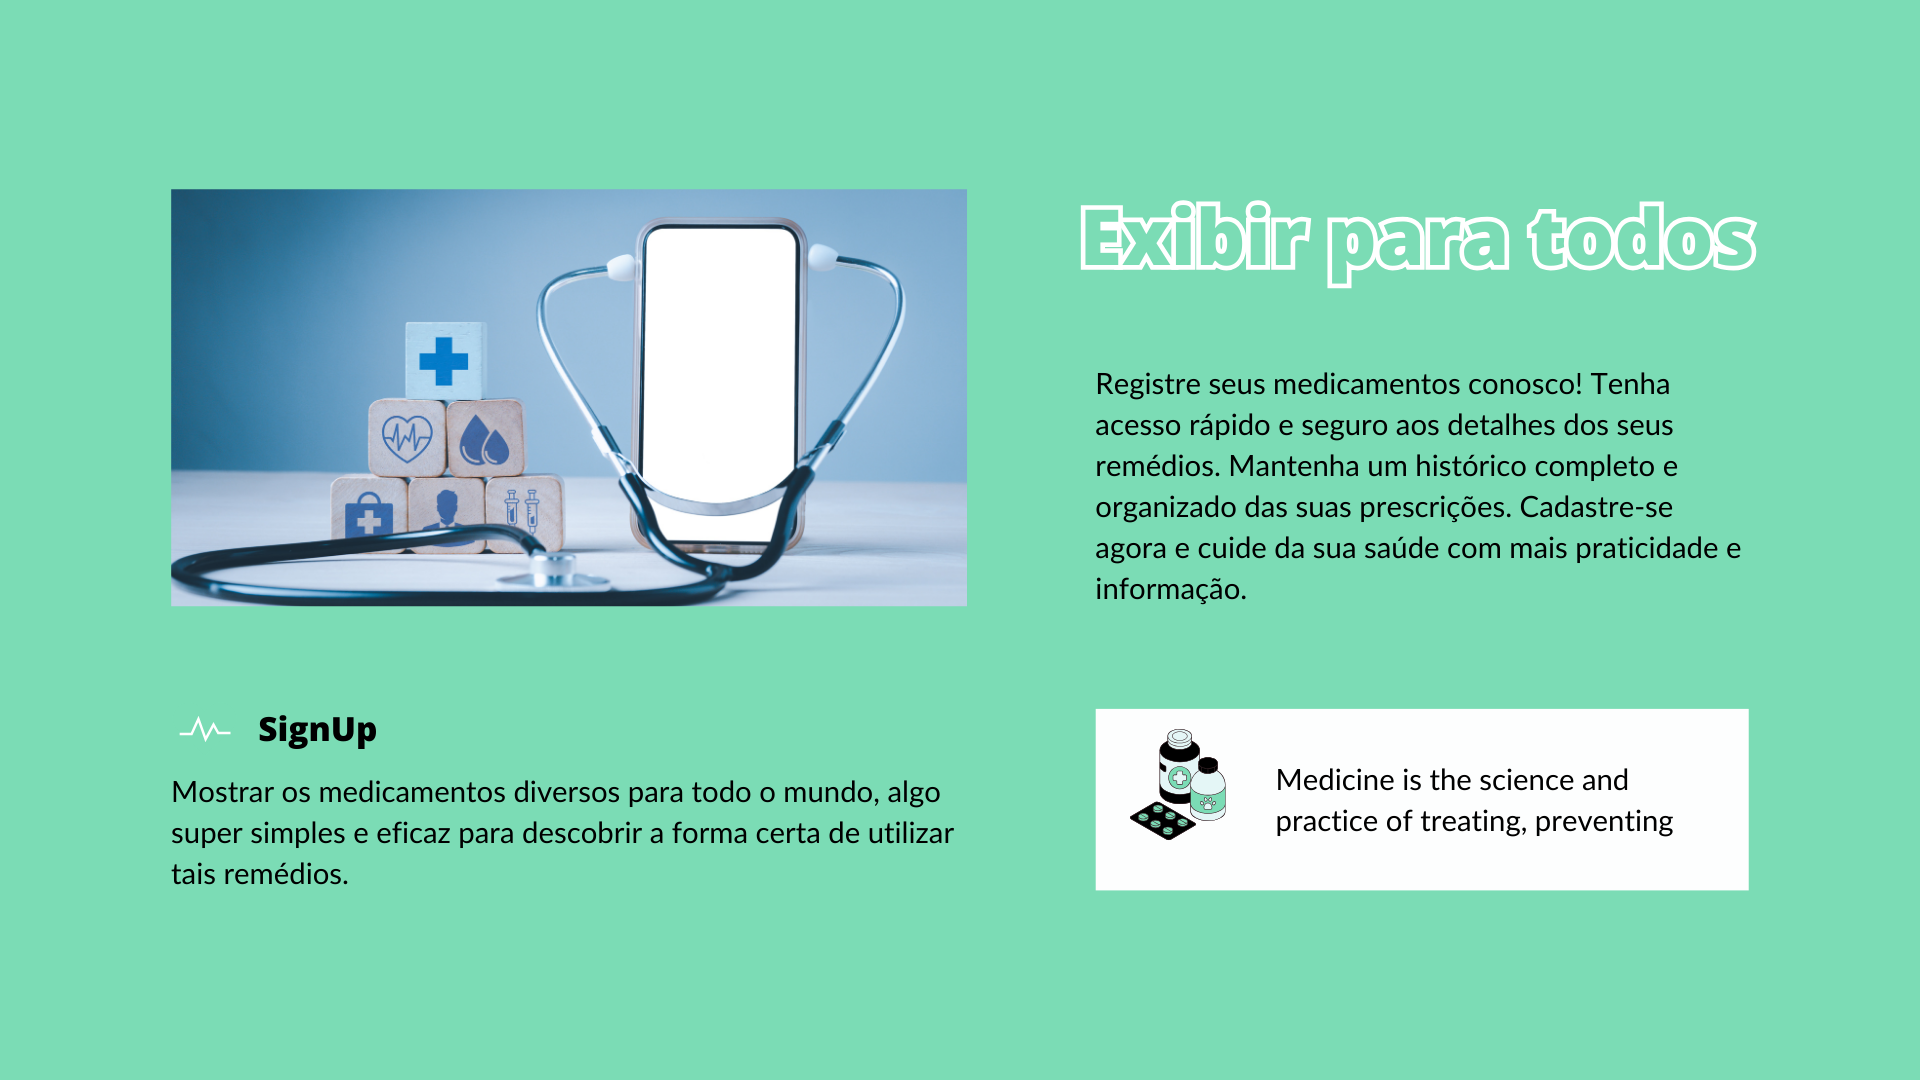 Exibir para todos
Registre seus medicamentos conosco! Tenha
acesso rápido e seguro aos detalhes dos seus
remédios. Mantenha um histórico completo e
organizado das suas prescrições. Cadastre-se
agora e cuide da sua saúde com mais praticidade e
informação.
SignUp
Mostrar os medicamentos diversos para todo o mundo, algo
super simples e eficaz para descobrir a forma certa de utilizar
tais remédios.
Medicine is the science and
practice of treating, preventing